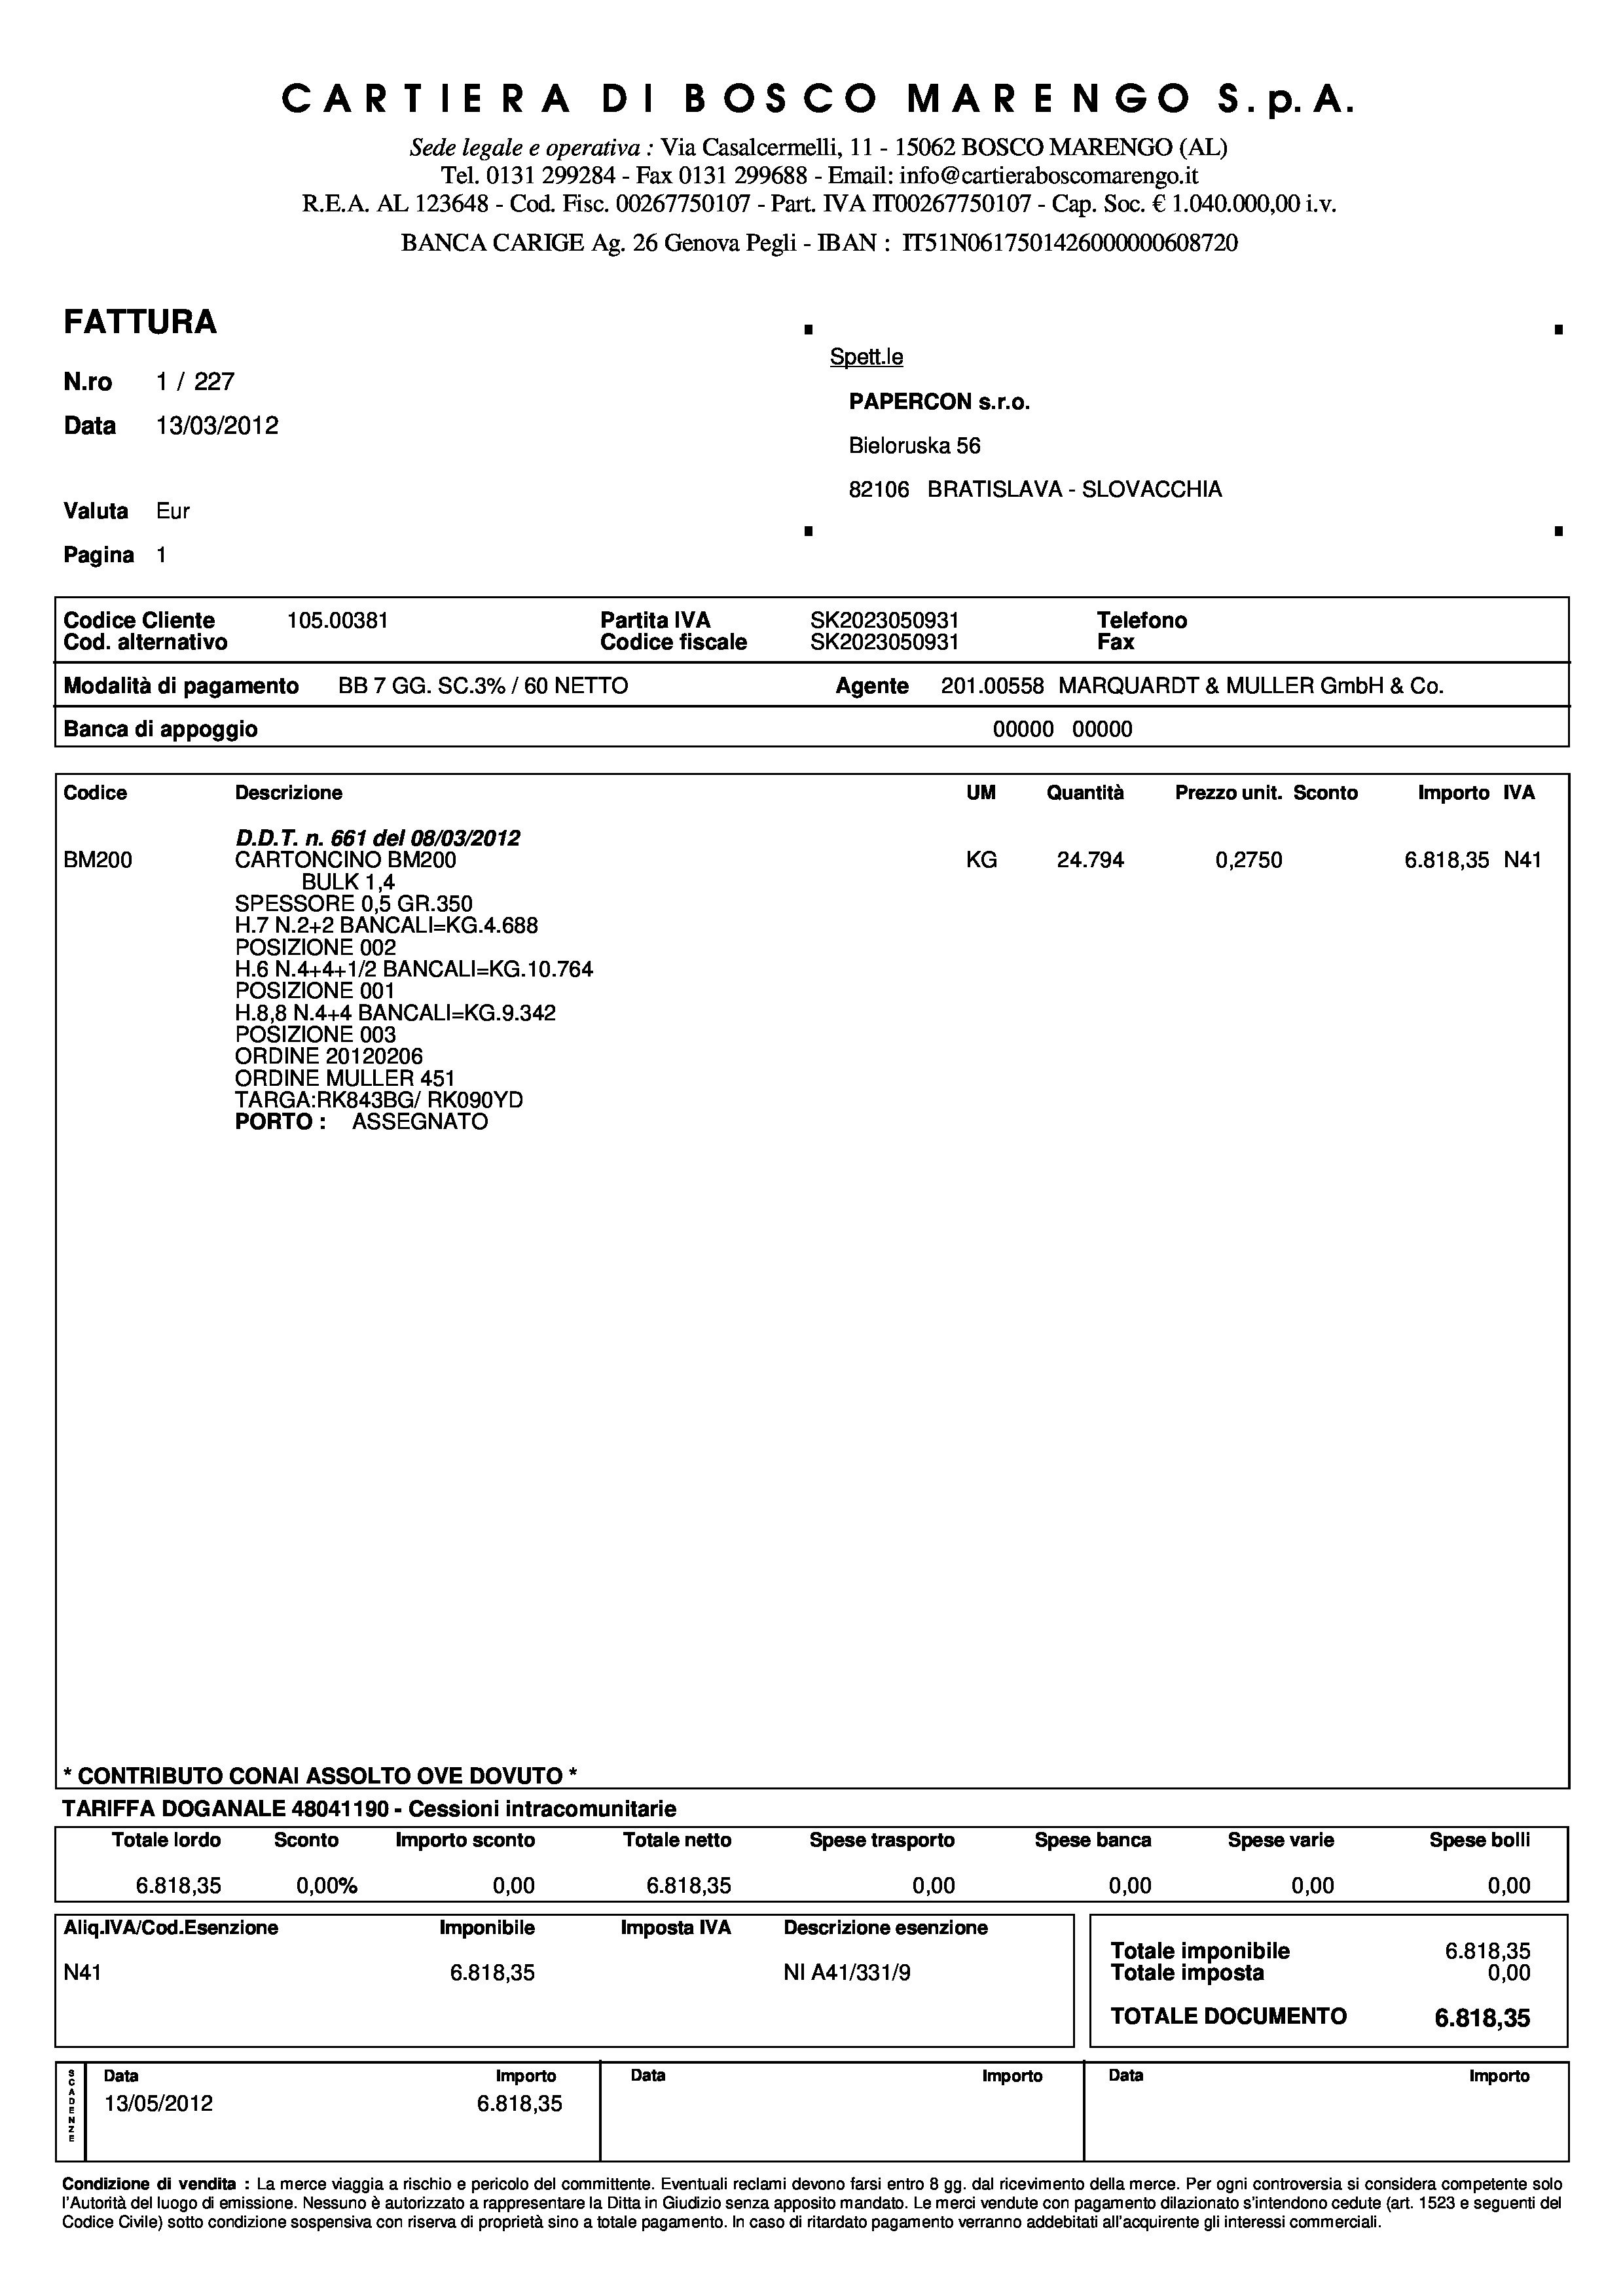 CARTIERA DI BOSCO MARENGO S.p.A.
Sede legale e operativa : Via Casalcermelli, 11 - 15062 BOSCO MARENGO (AL)
Tel. 0131 299284 - Fax 0131 299688 - Email: info@cartieraboscomarengo.it
R.E.A. AL 123648 - Cod. Fisc. 00267750107 - Part. IVA IT00267750107 - Cap. Soc. € 1.040.000,00 i.v.
BANCA CARIGE Ag. 26 Genova Pegli - IBAN : IT51N0617501426000000608720
FATTURA
N.ro 1 / 227
Data 13/03/2012
Valuta Eur
Pagina 1
Spett.le
PAPERCON s.r.o.
Bieloruska 56
82106 BRATISLAVA - SLOVACCHIA
Codice Cliente 105.00381 Partita IVA SK2023050931 Telefono
Cod. alternativo Codice fiscale SK2023050931 Fax
Modalità di pagamento BB 7 GG. SC.3% / 60 NETTO Agente 201.00558 MARQUARDT & MULLER GmbH & Co.
Banca di appoggio 00000 00000
Codice Descrizione UM Quantità Prezzo unit. Sconto Importo IVA
D.D.T. n. 661 del 08/03/2012
BM200 CARTONCINO BM200 KG 24.794 0,2750 6.818,35 N41
BULK 1,4
SPESSORE 0,5 GR.350
H.7 N.2+2 BANCALI=KG.4.688
POSIZIONE 002
H.6 N.4+4+1/2 BANCALI=KG.10.764
POSIZIONE 001
H.8,8 N.4+4 BANCALI=KG.9.342
POSIZIONE 003
ORDINE 20120206
ORDINE MULLER 451
TARGA:RK843BG/ RK090YD
PORTO : ASSEGNATO
* CONTRIBUTO CONAI ASSOLTO OVE DOVUTO *
TARIFFA DOGANALE 48041190 - Cessioni intracomunitarie
Totale lordo Sconto Importo sconto Totale netto Spese trasporto Spese banca Spese varie Spese bolli
6.818,35 0,00% 0,00 6.818,35 0,00 0,00 0,00 0,00
Aliq.IVA/Cod.Esenzione Imponibile Imposta IVA Descrizione esenzione
N41 6.818,35 NI A41/331/9
Totale imponibile 6.818,35
Totale imposta 0,00
TOTALE DOCUMENTO 6.818,35
SCADENZE
Data Importo Data Importo Data Importo
13/05/2012 6.818,35
Condizione di vendita : La merce viaggia a rischio e pericolo del committente. Eventuali reclami devono farsi entro 8 gg. dal ricevimento della merce. Per ogni controversia si considera competente solo
l'Autorità del luogo di emissione. Nessuno è autorizzato a rappresentare la Ditta in Giudizio senza apposito mandato. Le merci vendute con pagamento dilazionato s'intendono cedute (art. 1523 e seguenti del
Codice Civile) sotto condizione sospensiva con riserva di proprietà sino a totale pagamento. In caso di ritardato pagamento verranno addebitati all'acquirente gli interessi commerciali.